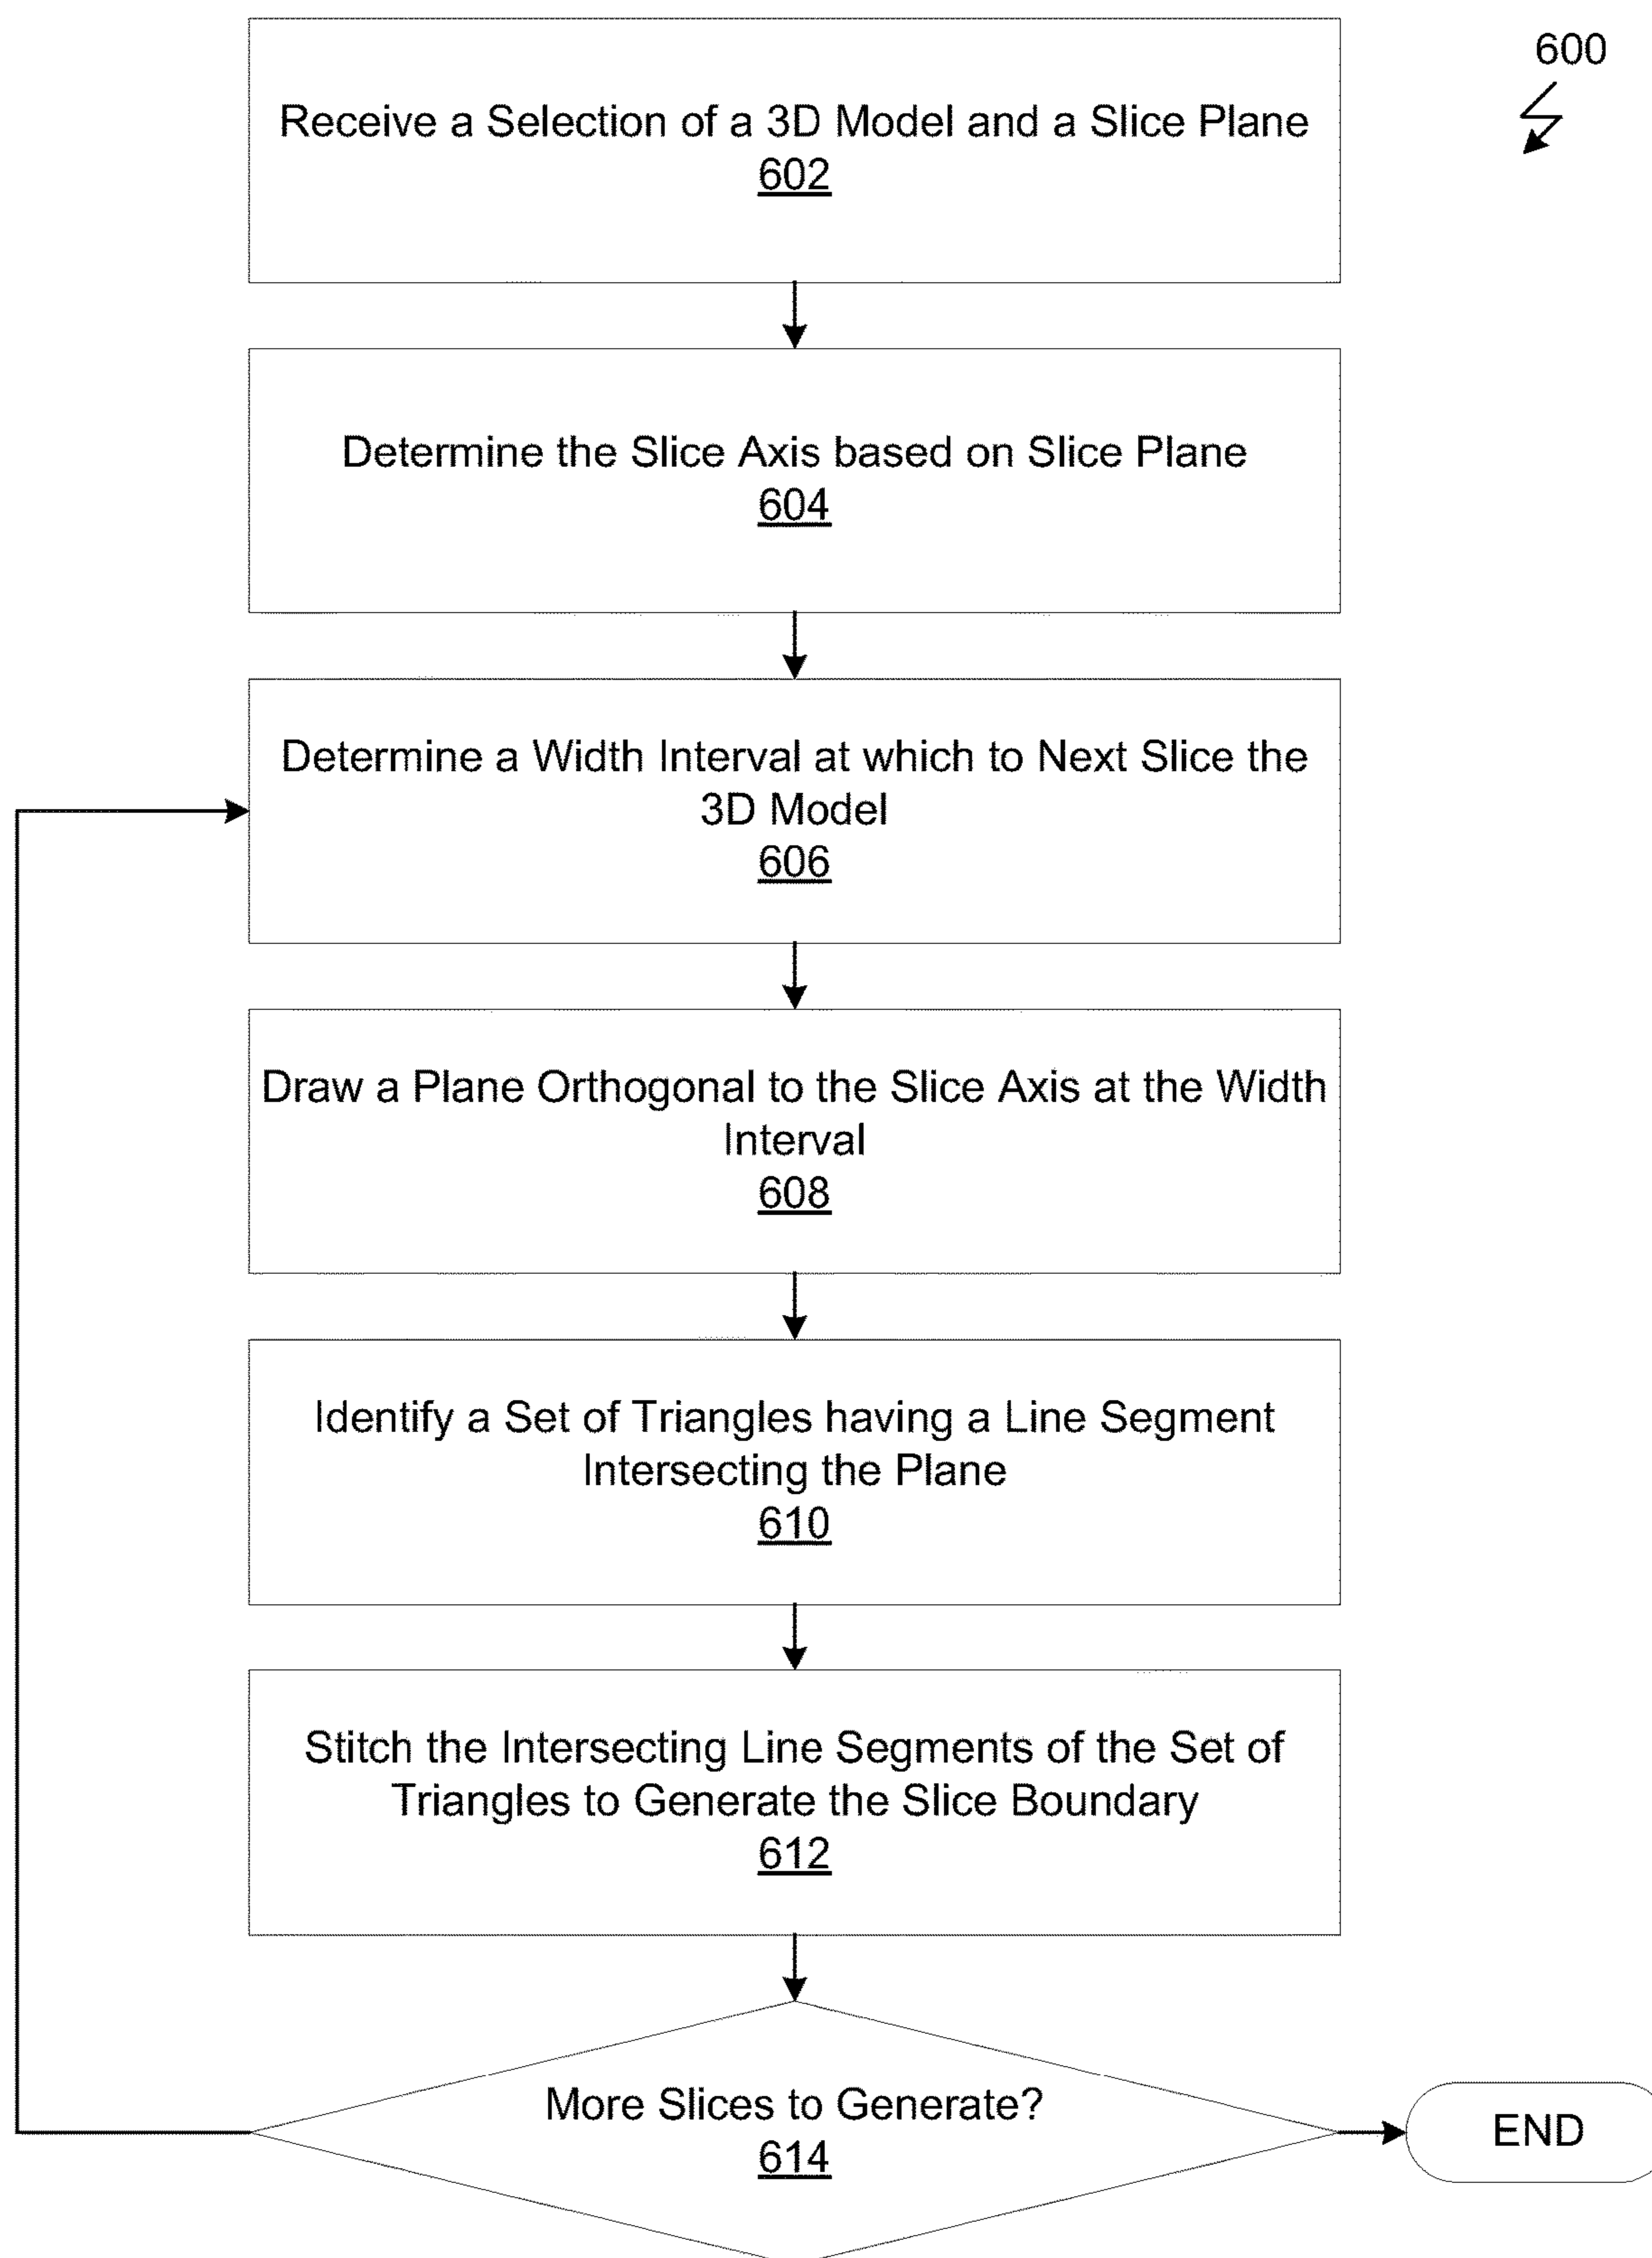 600
Receive a Selection of a 3D Model and a Slice Plane
602
Determine the Slice Axis based on Slice Plane
604
Determine a Width Interval at which to Next Slice the
3D Model
606
Draw a Plane Orthogonal to the Slice Axis at the Width
Interval
608
Identify a Set of Triangles having a Line Segment
Intersecting the Plane
610
Stitch the Intersecting Line Segments of the Set of
Triangles to Generate the Slice Boundary
612
More Slices to Generate?
614
END